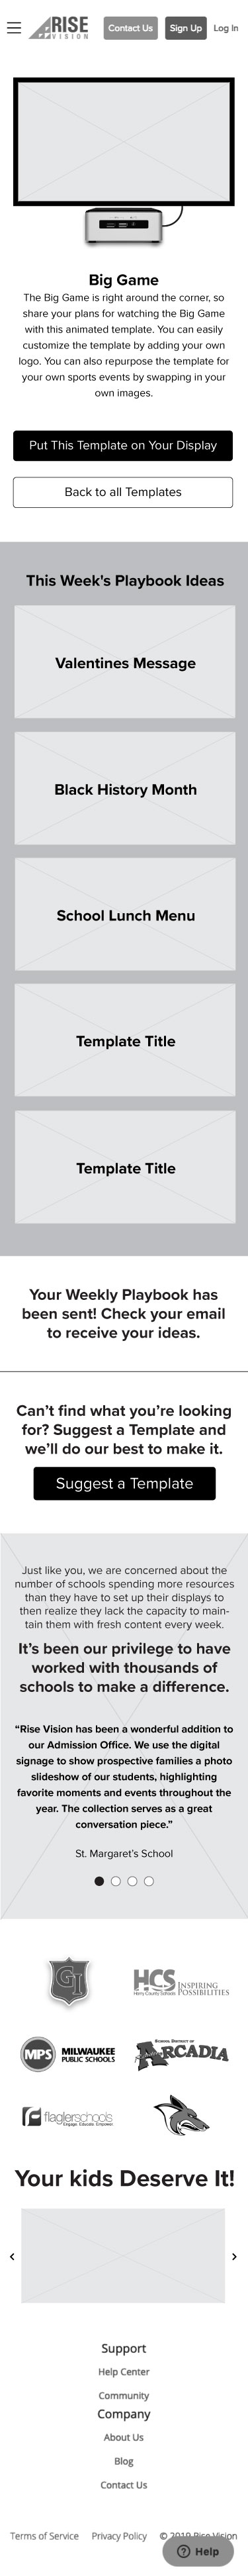 RISE
VISION
Contact Us
Sign Up
Log In
Big Game
The Big Game is right around the corner, so
share your plans for watching the Big Game
with this animated template. You can easily
customize the template by adding your own
logo. You can also repurpose the template for
your own sports events by swapping in your
own images.
Put This Template on Your Display
Back to all Templates
This Week's Playbook Ideas
Valentines Message
Black History Month
School Lunch Menu
Template Title
Template Title
Your Weekly Playbook has
been sent! Check your email
to receive your ideas.
Can’t find what you’re looking
for? Suggest a Template and
we’ll do our best to make it.
Suggest a Template
Just like you, we are concerned about the
number of schools spending more resources
than they have to set up their displays to
then realize they lack the capacity to main-
tain them with fresh content every week.
It’s been our privilege to have
worked with thousands of
schools to make a difference.
“Rise Vision has been a wonderful addition to
our Admission Office. We use the digital
signage to show prospective families a photo
slideshow of our students, highlighting
favorite moments and events throughout the
year. The collection serves as a great
conversation piece.”
St. Margaret’s School
GI
HCS
Henry County Schools
INSPIRING
POSSIBILITIES
MPS
MILWAUKEE
PUBLIC SCHOOLS
SCHOOL DISTRICT OF
ARCADIA
flaglerschools
Engage Educate Empower
Your kids Deserve It!
Support
Help Center
Community
Company
About Us
Blog
Contact Us
Terms of Service
Privacy Policy
© 2019 Rise Vision
Help